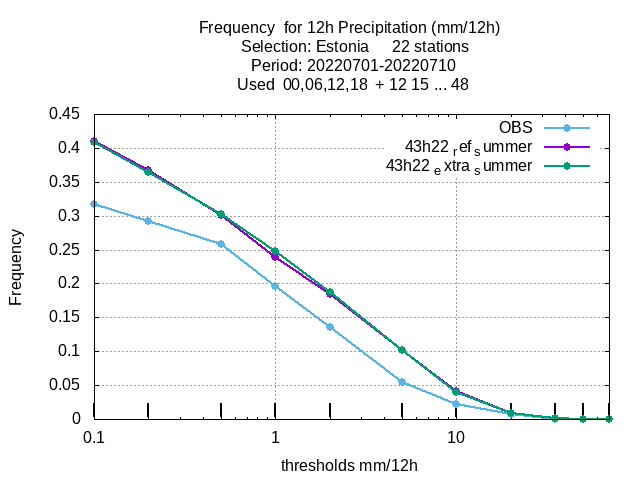 Frequency  for 12h Precipitation (mm/12h)
Selection: Estonia     22 stations
Period: 20220701-20220710
Used  00,06,12,18  + 12 15 ... 48
0.45
0.4
0.35
0.3
0.25
0.2
0.15
0.1
0.05
0
Frequency
OBS
43h22 ref summer
43h22 extra summer
0.1 1 10
thresholds mm/12h